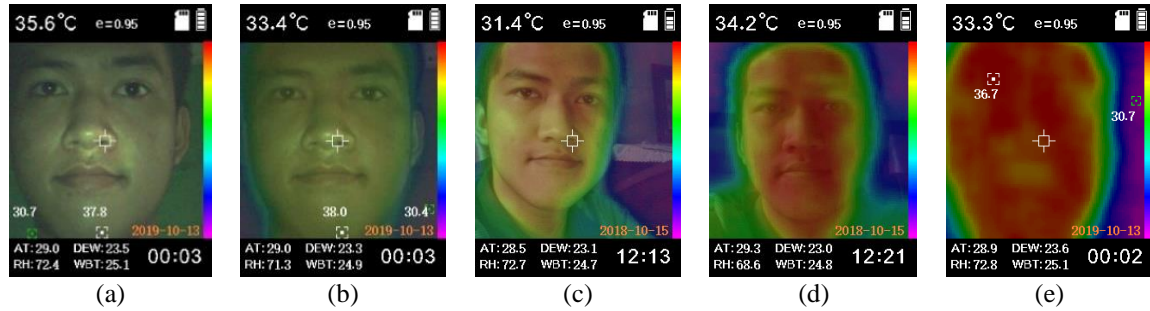 35.6°C e=0.95
30.7 37.8
2019-10-13
AT:29.0 DEW:23.5
RH:72.4 WBT:25.1
00:03
(a)
33.4°C e=0.95
38.0 30.4
2019-10-13
AT:29.0 DEW:23.3
RH:71.3 WBT:24.9
00:03
(b)
31.4°C e=0.95
2018-10-15
AT:28.5 DEW:23.1
RH:72.7 WBT:24.7
12:13
(c)
34.2°C e=0.95
2018-10-15
AT:29.3 DEW:23.0
RH:68.6 WBT:24.8
12:21
(d)
33.3°C e=0.95
36.7
30.7
2019-10-13
AT:28.9 DEW:23.6
RH:72.8 WBT:25.1
00:02
(e)